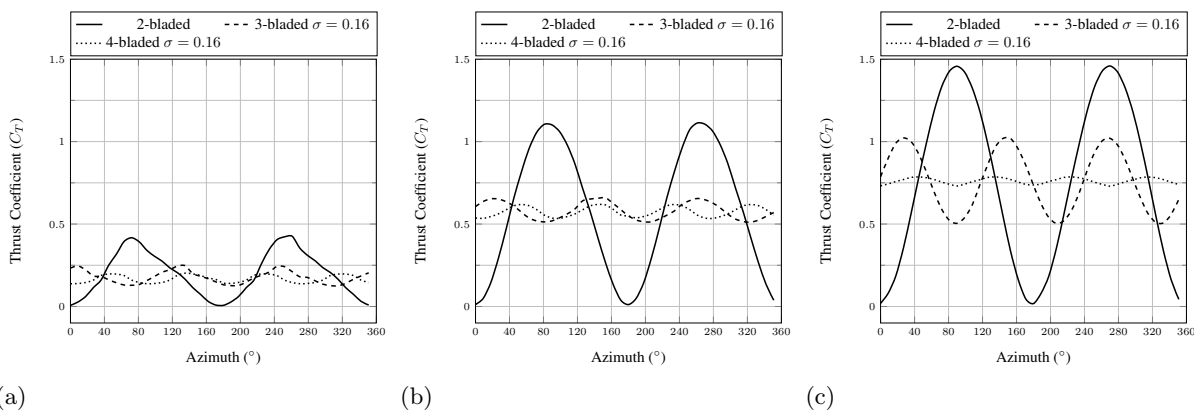 2-bladed 3-bladed σ = 0.16
4-bladed σ = 0.16
1.5
1
0.5
0
Thrust Coefficient (C_T)
0 40 80 120 160 200 240 280 320 360
Azimuth (°)
(a)
2-bladed 3-bladed σ = 0.16
4-bladed σ = 0.16
1.5
1
0.5
0
Thrust Coefficient (C_T)
0 40 80 120 160 200 240 280 320 360
Azimuth (°)
(b)
2-bladed 3-bladed σ = 0.16
4-bladed σ = 0.16
1.5
1
0.5
0
Thrust Coefficient (C_T)
0 40 80 120 160 200 240 280 320 360
Azimuth (°)
(c)